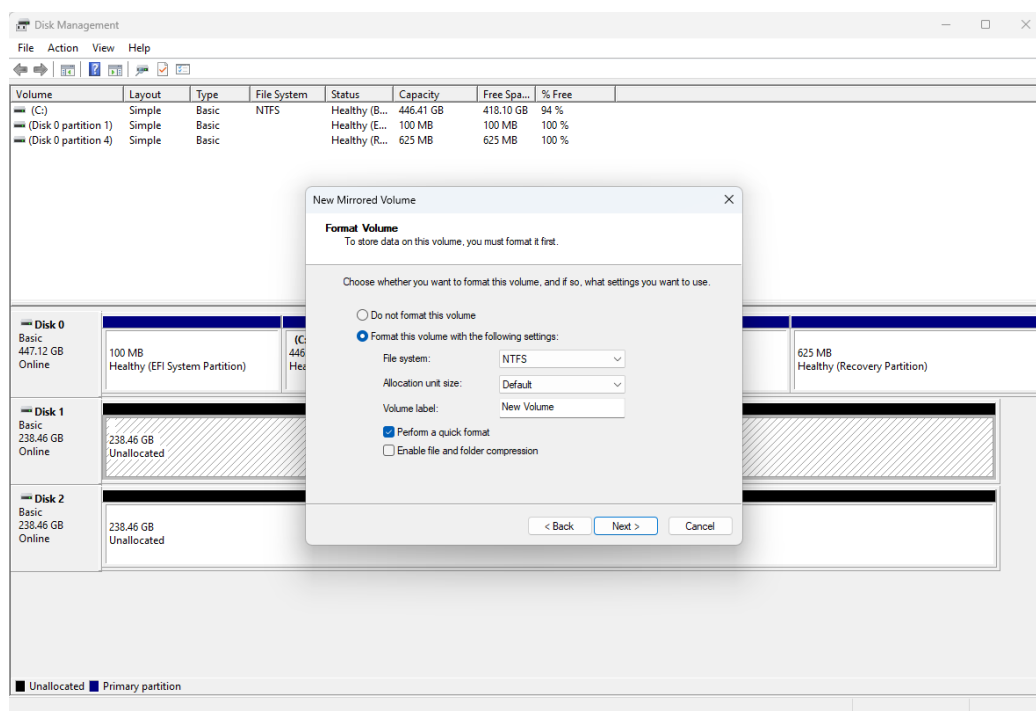 Disk Management
File Action View Help
Volume Layout Type File System Status Capacity Free Spa... % Free
(C:) Simple Basic NTFS Healthy (B... 446.41 GB 418.10 GB 94 %
(Disk 0 partition 1) Simple Basic Healthy (E... 100 MB 100 MB 100 %
(Disk 0 partition 4) Simple Basic Healthy (R... 625 MB 625 MB 100 %
New Mirrored Volume
Format Volume
To store data on this volume, you must format it first.
Choose whether you want to format this volume, and if so, what settings you want to use.
Do not format this volume
Format this volume with the following settings:
File system: NTFS
Allocation unit size: Default
Volume label: New Volume
Perform a quick format
Enable file and folder compression
< Back Next > Cancel
Disk 0
Basic
447.12 GB
Online
100 MB
Healthy (EFI System Partition)
(C:
446
Hea
625 MB
Healthy (Recovery Partition)
Disk 1
Basic
238.46 GB
Online
238.46 GB
Unallocated
Disk 2
Basic
238.46 GB
Online
238.46 GB
Unallocated
Unallocated Primary partition